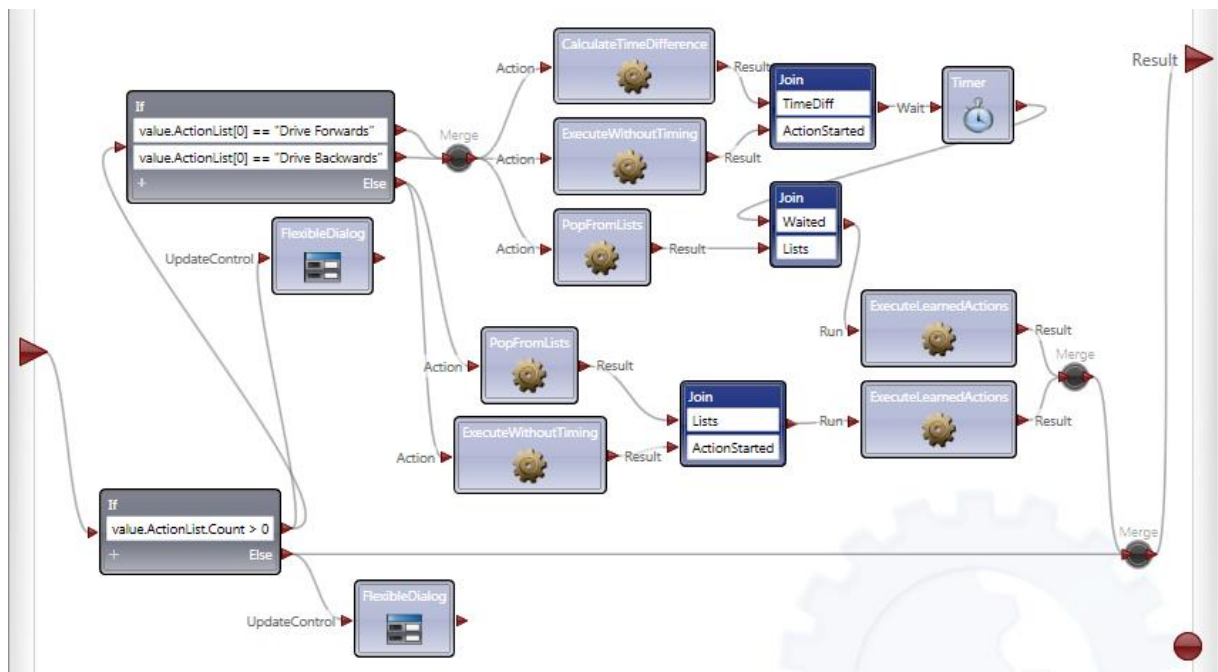 CalculateTimeDifference
Action
Result
Join
TimeDiff
ActionStarted
Wait
Timer
Result
If
value.ActionList[0] == "Drive Forwards"
value.ActionList[0] == "Drive Backwards"
+ Else
Merge
ExecuteWithoutTiming
Action
Result
Join
Waited
Lists
PopFromLists
Action
Result
FlexibleDialog
UpdateControl
ExecuteLearnedActions
Run
Result
Merge
PopFromLists
Action
Result
Join
Lists
ActionStarted
ExecuteLearnedActions
Run
Result
ExecuteWithoutTiming
Action
Result
If
value.ActionList.Count > 0
+ Else
Merge
FlexibleDialog
UpdateControl